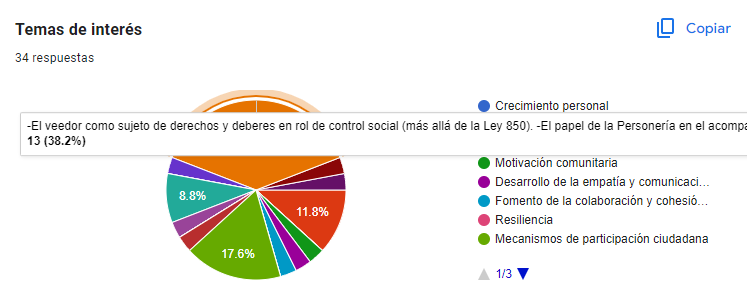 Temas de interés
Copiar
34 respuestas
Crecimiento personal
-El veedor como sujeto de derechos y deberes en rol de control social (más allá de la Ley 850). -El papel de la Personería en el acompa
13 (38.2%)
Motivación comunitaria
Desarrollo de la empatía y comunicaci…
Fomento de la colaboración y cohesió…
Resiliencia
Mecanismos de participación ciudadana
8.8%
11.8%
17.6%
1/3